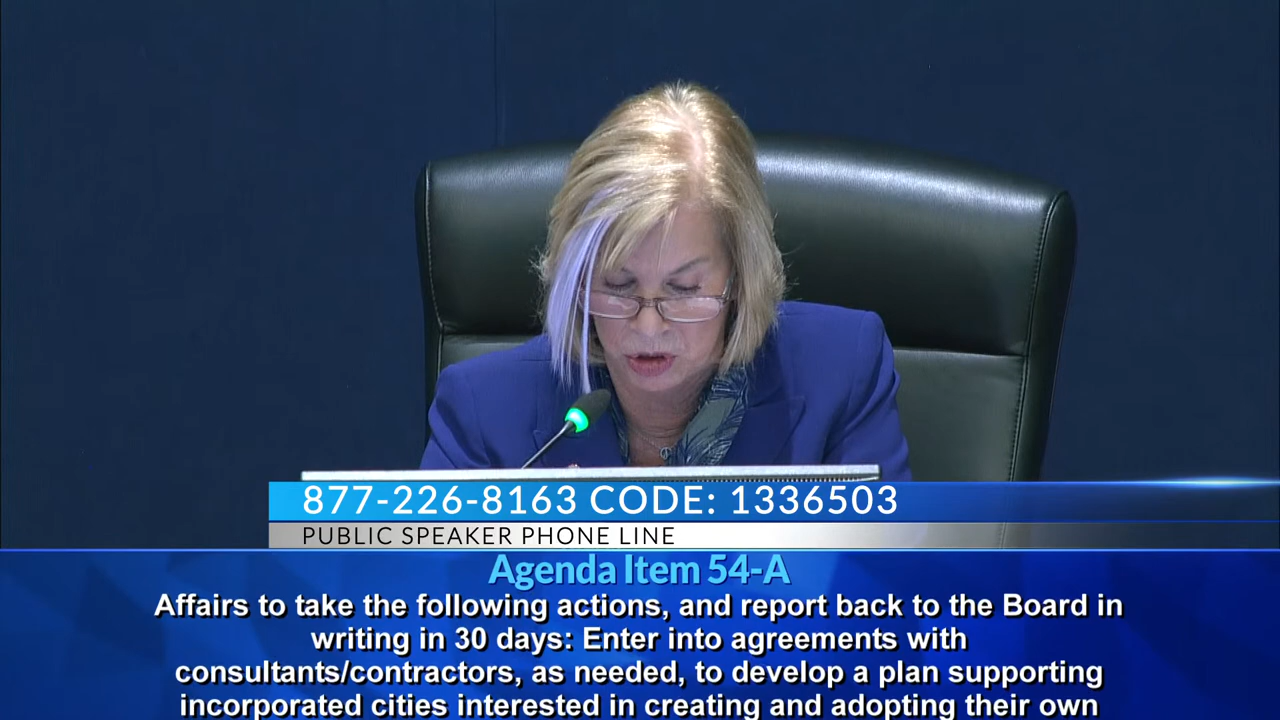 877-226-8163 CODE: 1336503
PUBLIC SPEAKER PHONE LINE
Agenda Item 54-A
Affairs to take the following actions, and report back to the Board in
writing in 30 days: Enter into agreements with
consultants/contractors, as needed, to develop a plan supporting
incorporated cities interested in creating and adopting their own